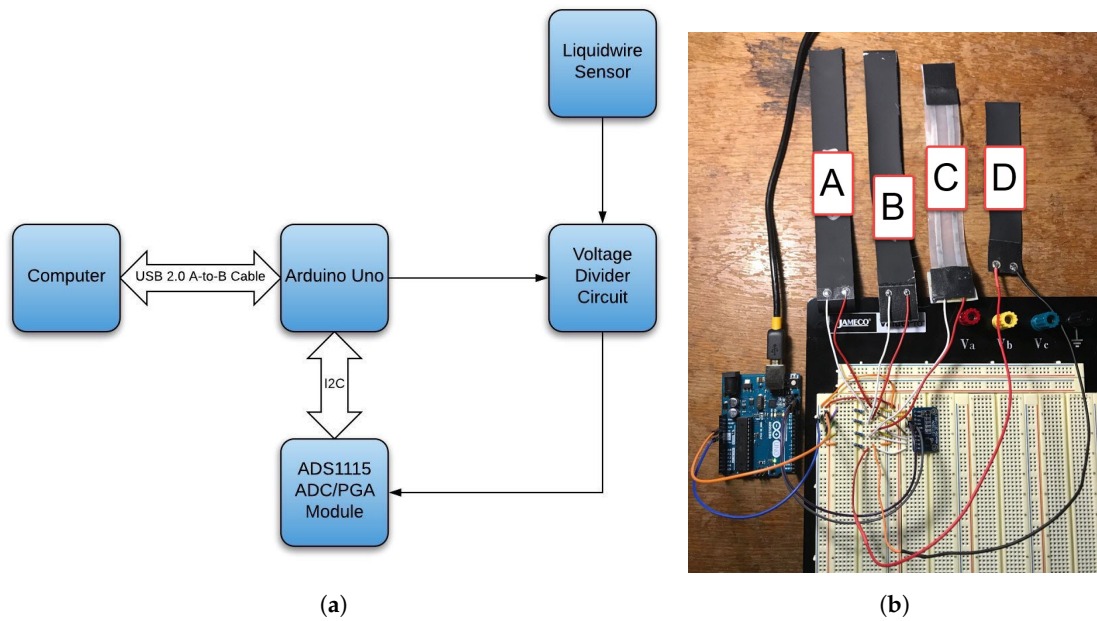 Liquidwire
Sensor
Computer
USB 2.0 A-to-B Cable
Arduino Uno
Voltage
Divider
Circuit
I2C
ADS1115
ADC/PGA
Module
(a)
A
B
C
D
JAMECO
Va
Vb
Vc
(b)